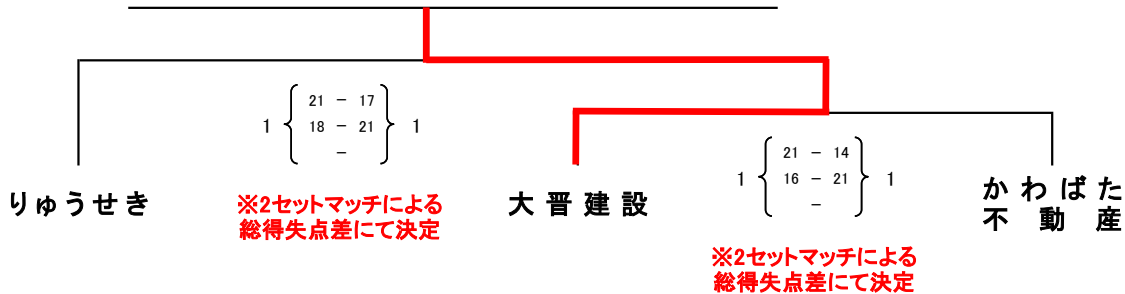 21 － 17
1 18 － 21 1
－
りゅうせき
※2セットマッチによる
総得失点差にて決定
大晋建設
21 － 14
1 16 － 21 1
－
かわばた
不動産
※2セットマッチによる
総得失点差にて決定